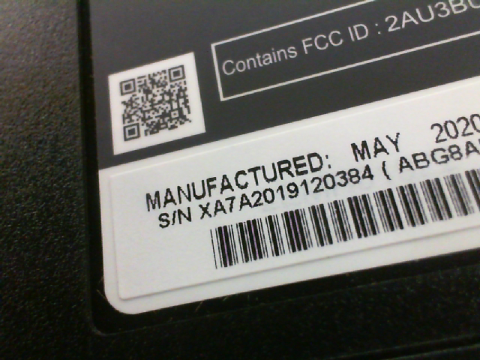 Contains FCC ID : 2AU3B
MANUFACTURED: MAY 2020
S/N XA7A2019120384 ( ABG8A